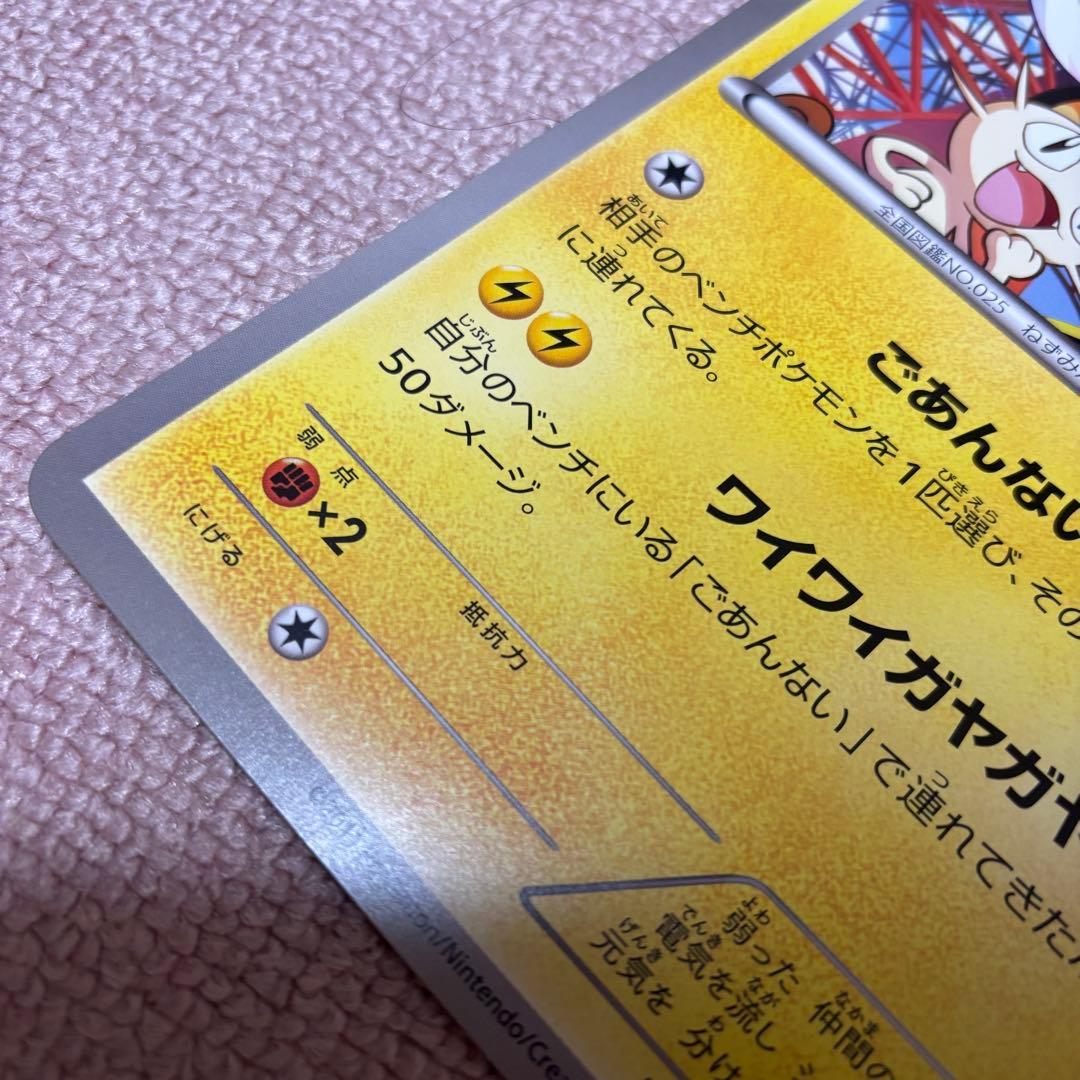 全国図鑑NO.025 ねずみ
ごあんない
相手のベンチポケモンを1匹選び、その
に連れてくる。
ワイワイガヤガヤ
自分のベンチにいる「ごあんない」で連れてきた
50ダメージ。
弱点
×2
抵抗力
にげる
弱った 仲間の
電気を流し
元気を 分け
on/Nintendo/Crea